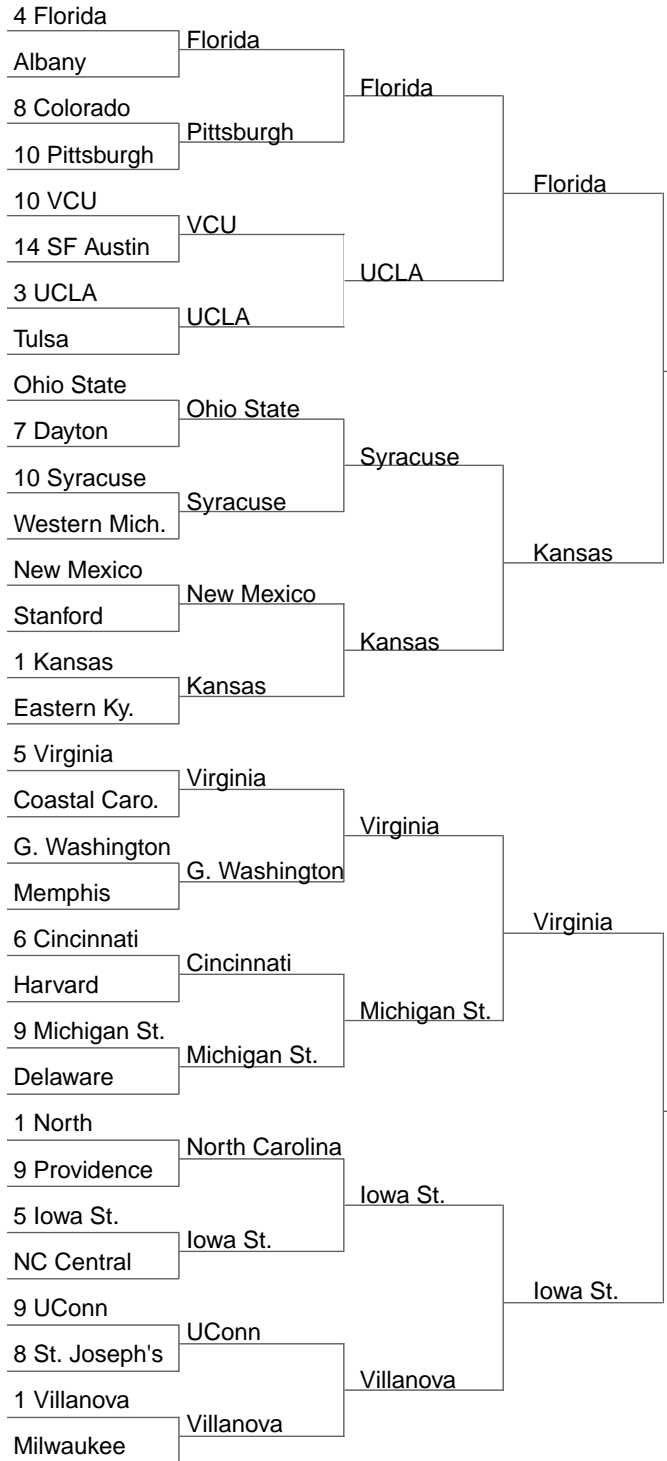 4 Florida
Albany
8 Colorado
10 Pittsburgh
10 VCU
14 SF Austin
3 UCLA
Tulsa
Ohio State
7 Dayton
10 Syracuse
Western Mich.
New Mexico
Stanford
1 Kansas
Eastern Ky.
5 Virginia
Coastal Caro.
G. Washington
Memphis
6 Cincinnati
Harvard
9 Michigan St.
Delaware
1 North
9 Providence
5 Iowa St.
NC Central
9 UConn
8 St. Joseph's
1 Villanova
Milwaukee
Florida
Pittsburgh
VCU
UCLA
Ohio State
Syracuse
New Mexico
Kansas
Virginia
G. Washington
Cincinnati
Michigan St.
North Carolina
Iowa St.
UConn
Villanova
Florida
UCLA
Syracuse
Kansas
Virginia
Michigan St.
Iowa St.
Villanova
Florida
Kansas
Virginia
Iowa St.